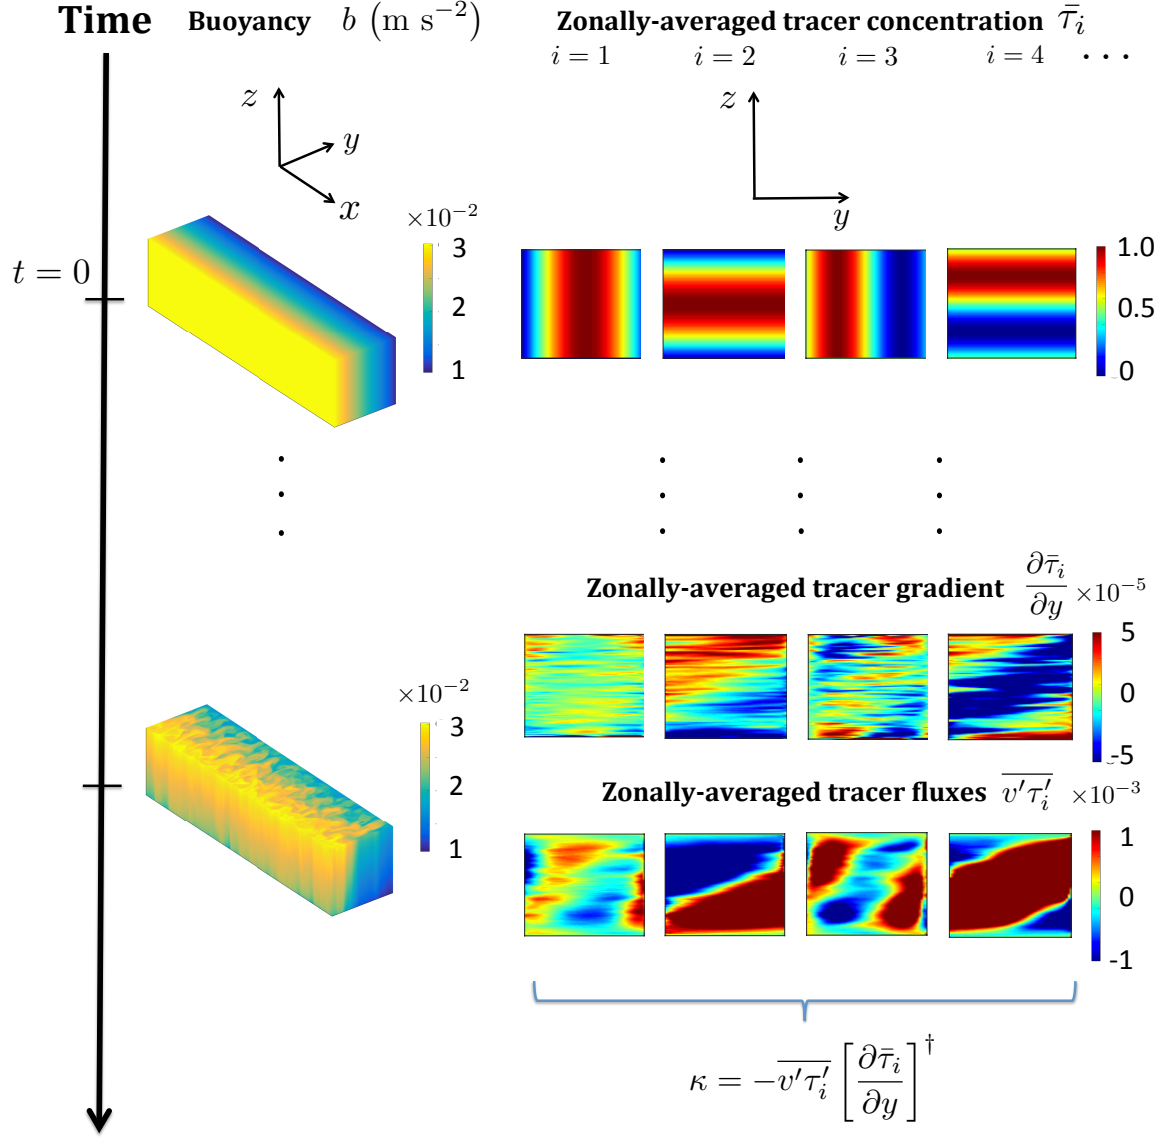 Time Buoyancy b (m s⁻²) Zonally-averaged tracer concentration τ̄ᵢ
i = 1 i = 2 i = 3 i = 4 · · ·
z
y
x
z
y
t = 0
×10⁻²
3
2
1
1.0
0.5
0
Zonally-averaged tracer gradient ∂τ̄ᵢ/∂y ×10⁻⁵
5
0
-5
×10⁻²
3
2
1
Zonally-averaged tracer fluxes \overline{v′τᵢ′} ×10⁻³
1
0
-1
κ = −\overline{v′τᵢ′} [∂τ̄ᵢ/∂y]†